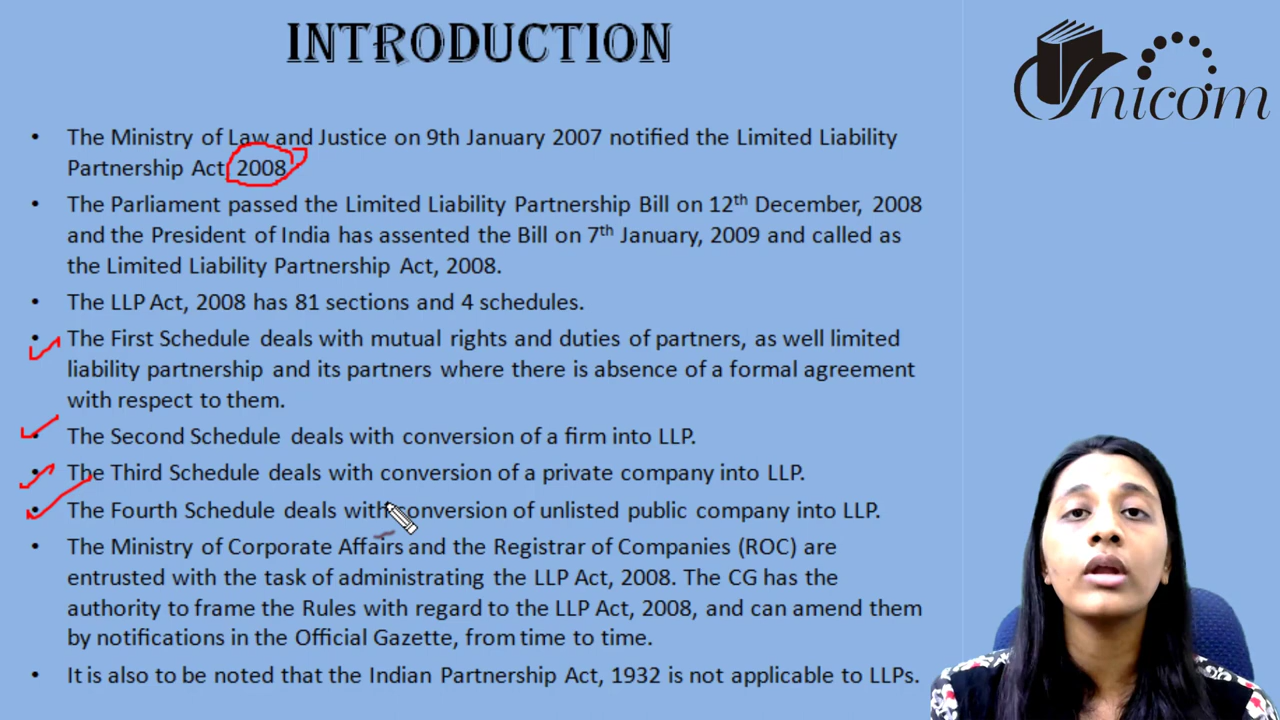 INTRODUCTION
Unicom
• The Ministry of Law and Justice on 9th January 2007 notified the Limited Liability
Partnership Act 2008
• The Parliament passed the Limited Liability Partnership Bill on 12th December, 2008
and the President of India has assented the Bill on 7th January, 2009 and called as
the Limited Liability Partnership Act, 2008.
• The LLP Act, 2008 has 81 sections and 4 schedules.
• The First Schedule deals with mutual rights and duties of partners, as well limited
liability partnership and its partners where there is absence of a formal agreement
with respect to them.
• The Second Schedule deals with conversion of a firm into LLP.
• The Third Schedule deals with conversion of a private company into LLP.
• The Fourth Schedule deals with conversion of unlisted public company into LLP.
• The Ministry of Corporate Affairs and the Registrar of Companies (ROC) are
entrusted with the task of administrating the LLP Act, 2008. The CG has the
authority to frame the Rules with regard to the LLP Act, 2008, and can amend them
by notifications in the Official Gazette, from time to time.
• It is also to be noted that the Indian Partnership Act, 1932 is not applicable to LLPs.